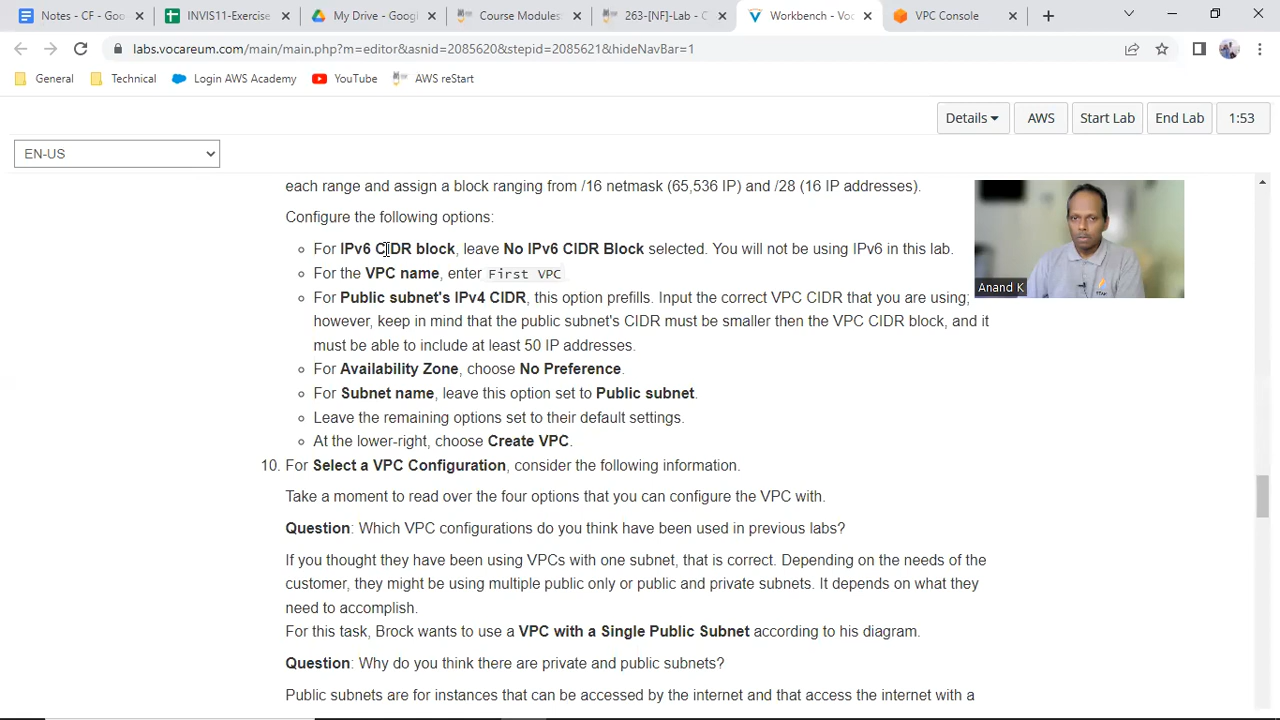 Notes - CF - Goo
INVIS11-Exercise
My Drive - Googl
Course Modules:
263-[NF]-Lab - C
Workbench - Voc
VPC Console
labs.vocareum.com/main/main.php?m=editor&asnid=2085620&stepid=2085621&hideNavBar=1
General
Technical
Login AWS Academy
YouTube
AWS reStart
Details
AWS
Start Lab
End Lab
1:53
EN-US
each range and assign a block ranging from /16 netmask (65,536 IP) and /28 (16 IP addresses).
Configure the following options:
For IPv6 CIDR block, leave No IPv6 CIDR Block selected. You will not be using IPv6 in this lab.
For the VPC name, enter First VPC
For Public subnet's IPv4 CIDR, this option prefills. Input the correct VPC CIDR that you are using;
however, keep in mind that the public subnet's CIDR must be smaller then the VPC CIDR block, and it
must be able to include at least 50 IP addresses.
For Availability Zone, choose No Preference.
For Subnet name, leave this option set to Public subnet.
Leave the remaining options set to their default settings.
At the lower-right, choose Create VPC.
10. For Select a VPC Configuration, consider the following information.
Take a moment to read over the four options that you can configure the VPC with.
Question: Which VPC configurations do you think have been used in previous labs?
If you thought they have been using VPCs with one subnet, that is correct. Depending on the needs of the
customer, they might be using multiple public only or public and private subnets. It depends on what they
need to accomplish.
For this task, Brock wants to use a VPC with a Single Public Subnet according to his diagram.
Question: Why do you think there are private and public subnets?
Public subnets are for instances that can be accessed by the internet and that access the internet with a
Anand K